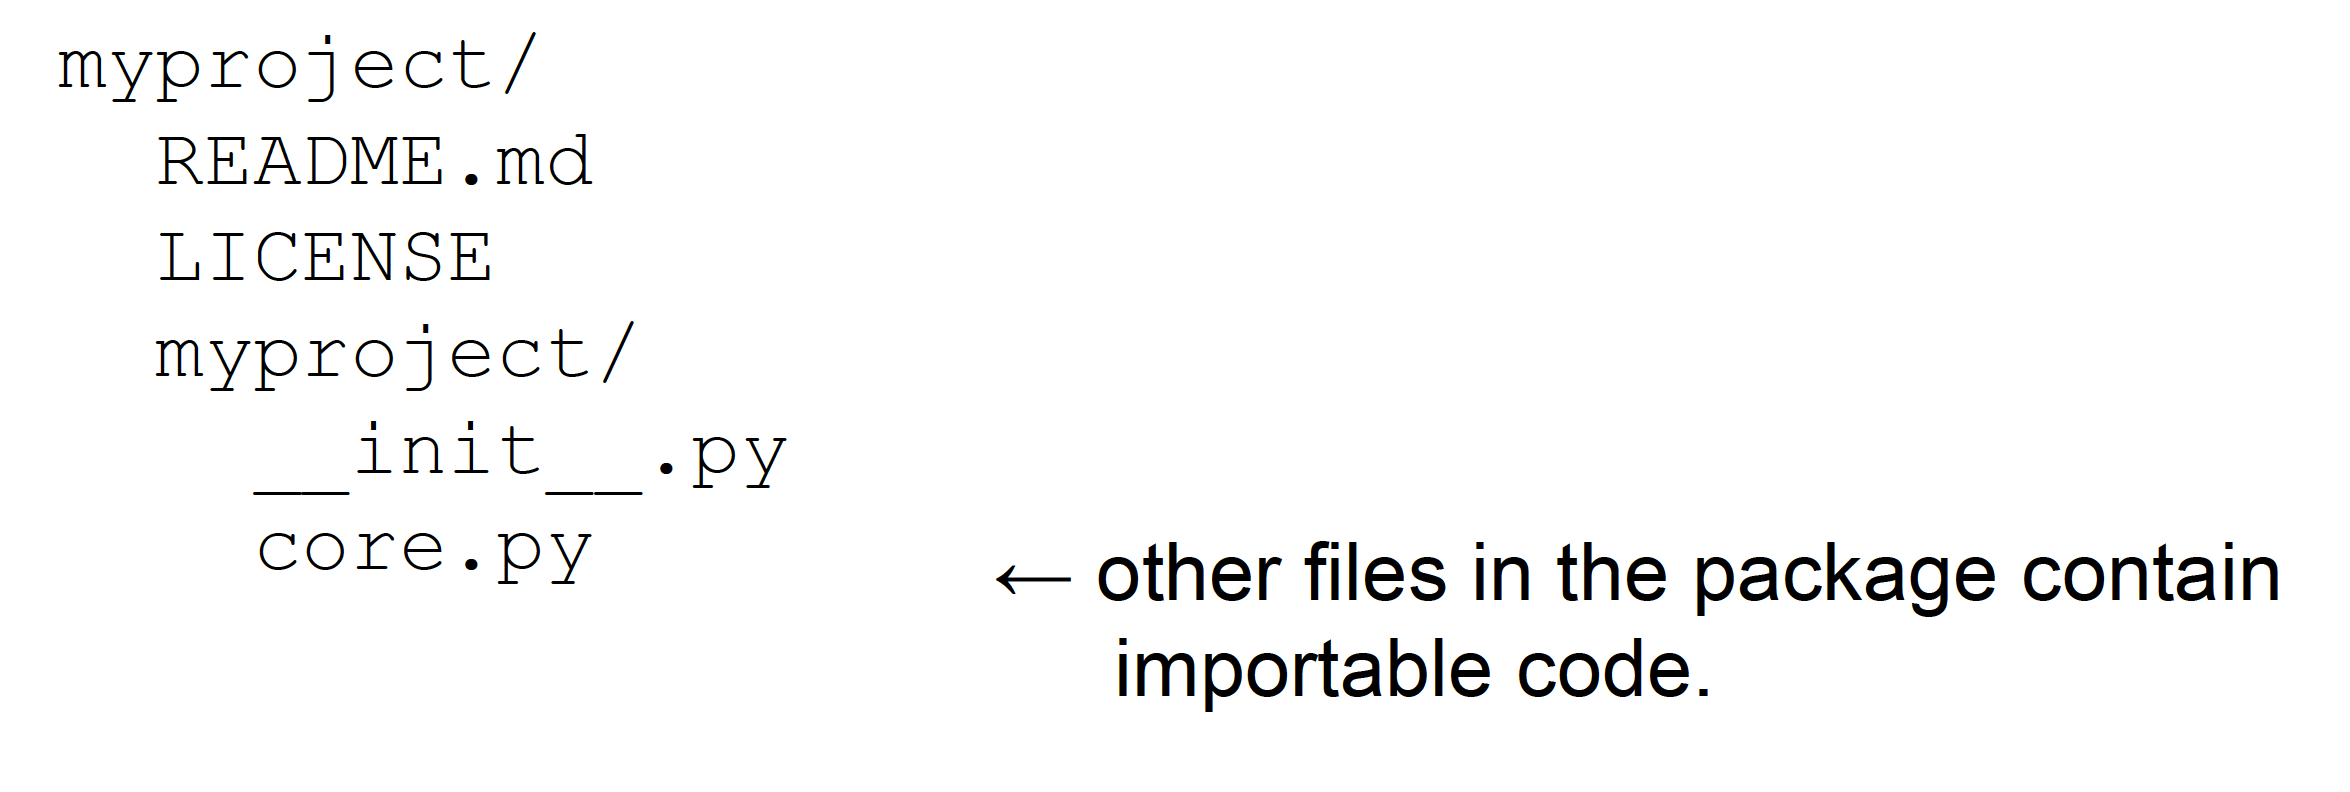 myproject/
README.md
LICENSE
myproject/
__init__.py
core.py
← other files in the package contain
importable code.